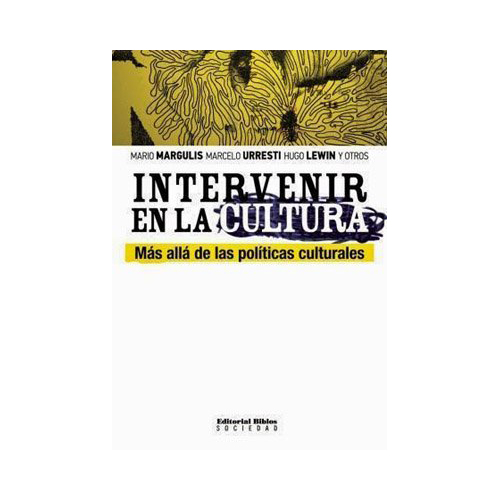 MARIO MARGULIS MARCELO URRESTI HUGO LEWIN Y OTROS
INTERVENIR
EN LA CULTURA
Más allá de las políticas culturales
Editorial Biblos
SOCIEDAD